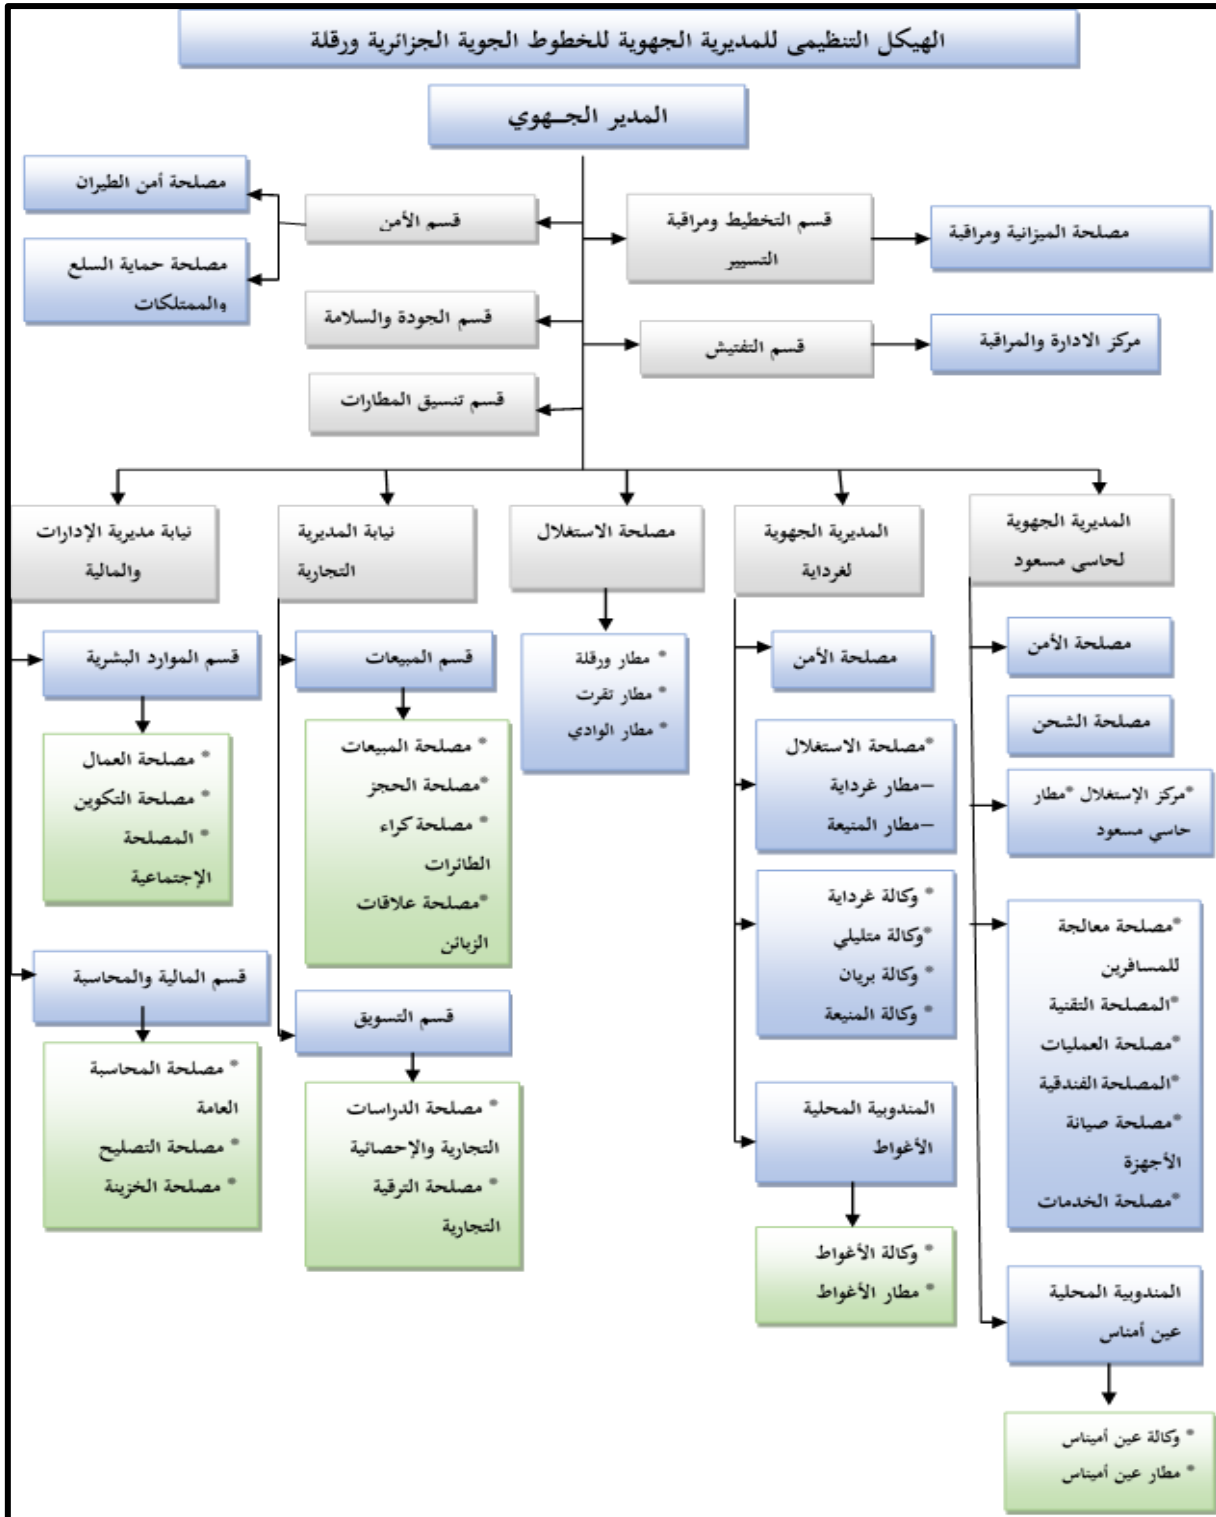 الهيكل التنظيمى للمديرية الجهوية للخطوط الجوية الجزائرية ورقلة
المدير الجـــهوي
قسم التخطيط ومراقبة
التسيير
مصلحة الميزانية ومراقبة
قسم التفتيش
مركز الادارة والمراقبة
قسم الأمن
مصلحة أمن الطيران
مصلحة حماية السلع
والممتلكات
قسم الجودة والسلامة
قسم تنسيق المطارات
المديرية الجهوية
لحاسي مسعود
مصلحة الأمن
مصلحة الشحن
*مركز الإستغلال *مطار
حاسي مسعود
*مصلحة معالجة
للمسافرين
*المصلحة التقنية
*مصلحة العمليات
*المصلحة الفندقية
*مصلحة صيانة
الأجهزة
*مصلحة الخدمات
المندوبية المحلية
عين أمناس
* وكالة عين أميناس
* مطار عين أميناس
المديرية الجهوية
لغرداية
مصلحة الأمن
*مصلحة الاستغلال
–مطار غرداية
–مطار المنيعة
* وكالة غرداية
*وكالة متليلي
* وكالة بريان
* وكالة المنيعة
المندوبية المحلية
الأغواط
* وكالة الأغواط
* مطار الأغواط
مصلحة الاستغلال
* مطار ورقلة
* مطار تقرت
* مطار الوادي
نيابة المديرية
التجارية
قسم المبيعات
* مصلحة المبيعات
*مصلحة الحجز
* مصلحة كراء
الطائرات
*مصلحة علاقات
الزبائن
قسم التسويق
* مصلحة الدراسات
التجارية والإحصائية
* مصلحة الترقية
التجارية
نيابة مديرية الإدارات
والمالية
قسم الموارد البشرية
* مصلحة العمال
* مصلحة التكوين
* المصلحة
الإجتماعية
قسم المالية والمحاسبة
* مصلحة المحاسبة
العامة
* مصلحة التصليح
* مصلحة الخزينة